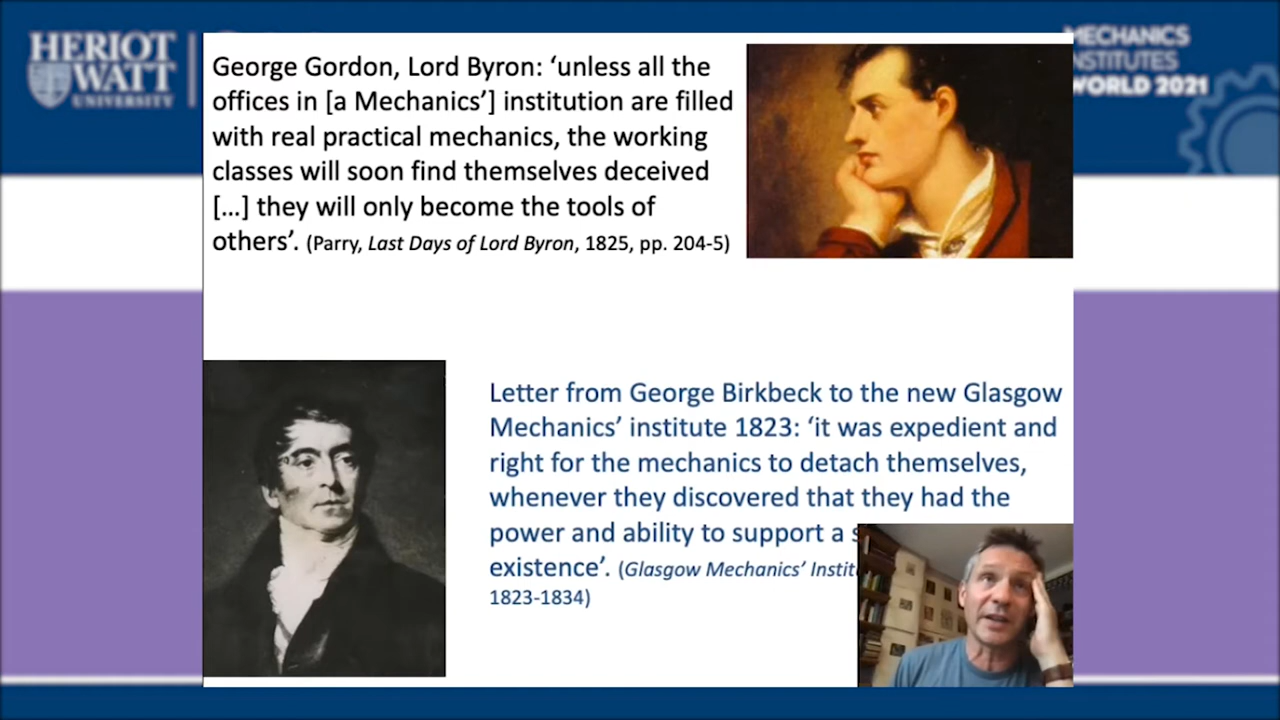 HERIOT
WATT
UNIVERSITY
MECHANICS
INSTITUTES
WORLD 2021
George Gordon, Lord Byron: ‘unless all the
offices in [a Mechanics’] institution are filled
with real practical mechanics, the working
classes will soon find themselves deceived
[…] they will only become the tools of
others’. (Parry, Last Days of Lord Byron, 1825, pp. 204-5)
Letter from George Birkbeck to the new Glasgow
Mechanics’ institute 1823: ‘it was expedient and
right for the mechanics to detach themselves,
whenever they discovered that they had the
power and ability to support a
existence’. (Glasgow Mechanics’
1823-1834)